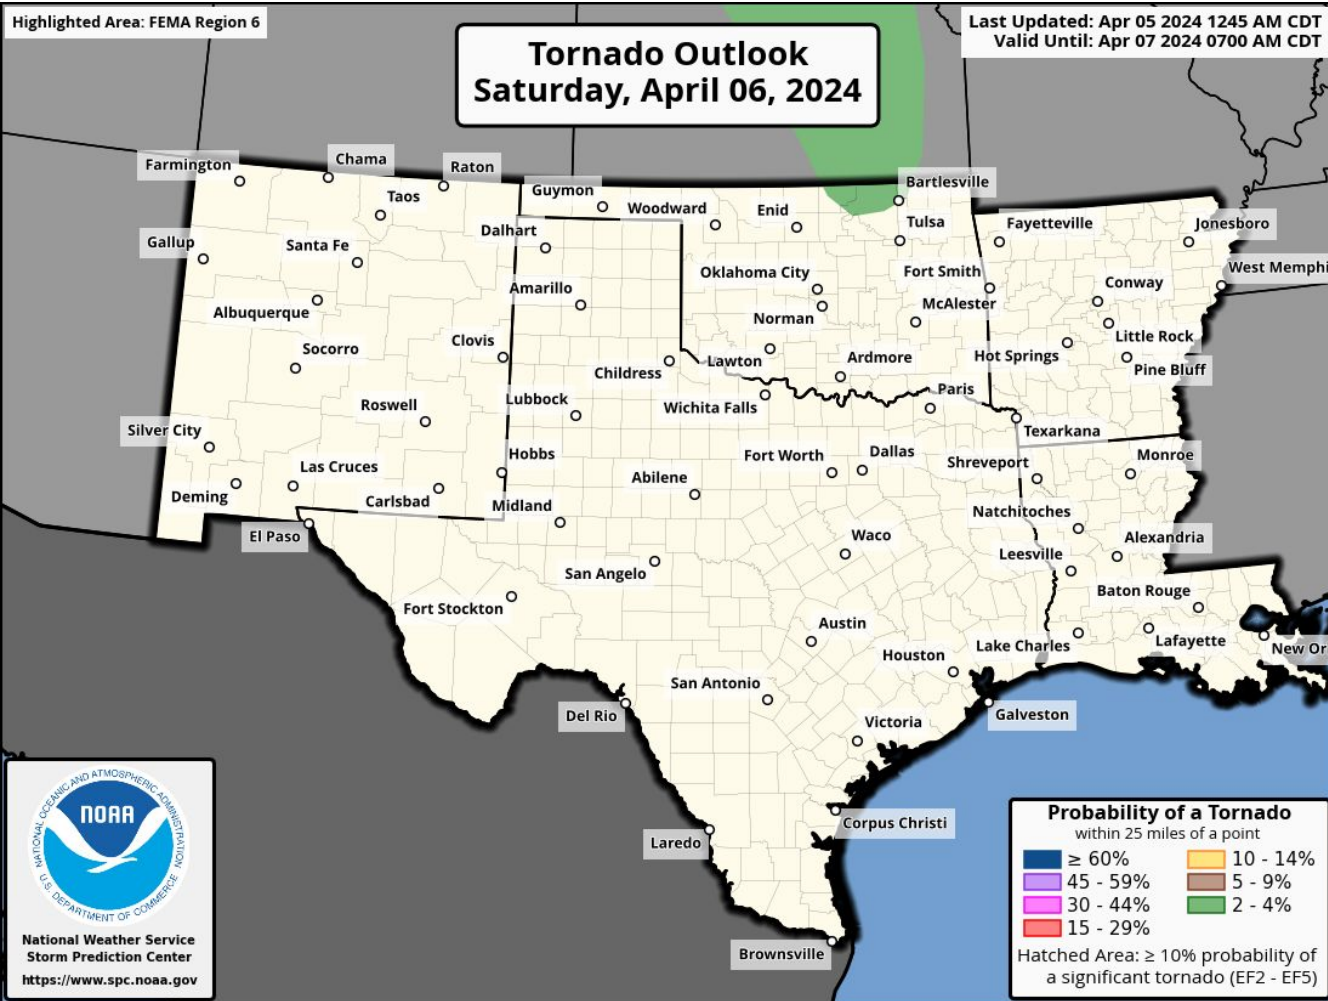 Highlighted Area: FEMA Region 6
Last Updated: Apr 05 2024 1245 AM CDT
Valid Until: Apr 07 2024 0700 AM CDT
Tornado Outlook
Saturday, April 06, 2024
Farmington
Chama
Raton
Taos
Guymon
Woodward
Enid
Bartlesville
Tulsa
Fayetteville
Jonesboro
Gallup
Santa Fe
Dalhart
Oklahoma City
Fort Smith
West Memphi
Amarillo
Conway
Albuquerque
Norman
McAlester
Socorro
Clovis
Little Rock
Childress
Lawton
Ardmore
Hot Springs
Pine Bluff
Roswell
Lubbock
Wichita Falls
Paris
Silver City
Texarkana
Las Cruces
Hobbs
Fort Worth
Dallas
Shreveport
Monroe
Deming
Carlsbad
Midland
Abilene
Natchitoches
El Paso
Waco
Leesville
Alexandria
San Angelo
Baton Rouge
Fort Stockton
Austin
Houston
Lake Charles
Lafayette
New Or
San Antonio
Del Rio
Victoria
Galveston
Laredo
Corpus Christi
Brownsville
NATIONAL OCEANIC AND ATMOSPHERIC ADMINISTRATION
NOAA
U.S. DEPARTMENT OF COMMERCE
National Weather Service
Storm Prediction Center
https://www.spc.noaa.gov
Probability of a Tornado
within 25 miles of a point
≥ 60%
10 - 14%
45 - 59%
5 - 9%
30 - 44%
2 - 4%
15 - 29%
Hatched Area: ≥ 10% probability of
a significant tornado (EF2 - EF5)